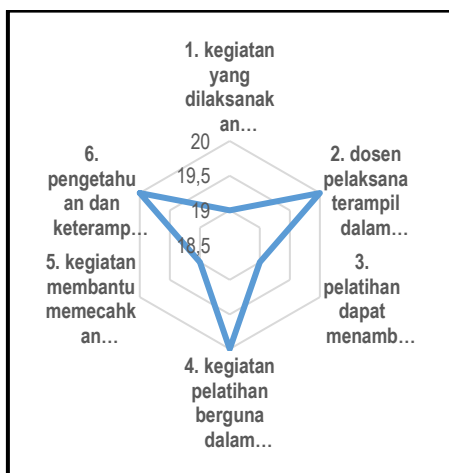 1. kegiatan
yang
dilaksanak
an...
2. dosen
pelaksana
terampil
dalam...
3.
pelatihan
dapat
menamb...
4. kegiatan
pelatihan
berguna
dalam...
5. kegiatan
membantu
memecahk
an...
6.
pengetahu
an dan
keteramp...
20
19,5
19
18,5